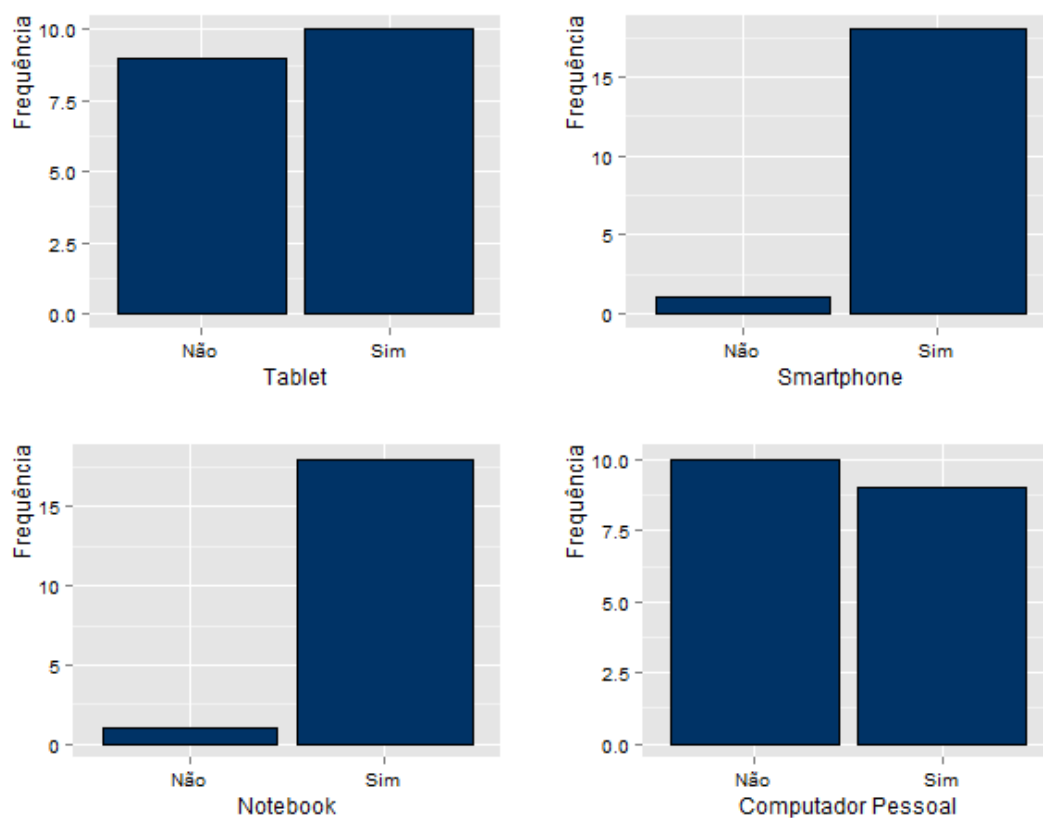 Frequência
10.0
7.5
5.0
2.5
0.0
Não Sim
Tablet
Frequência
15
10
5
0
Não Sim
Smartphone
Frequência
15
10
5
0
Não Sim
Notebook
Frequência
10.0
7.5
5.0
2.5
0.0
Não Sim
Computador Pessoal